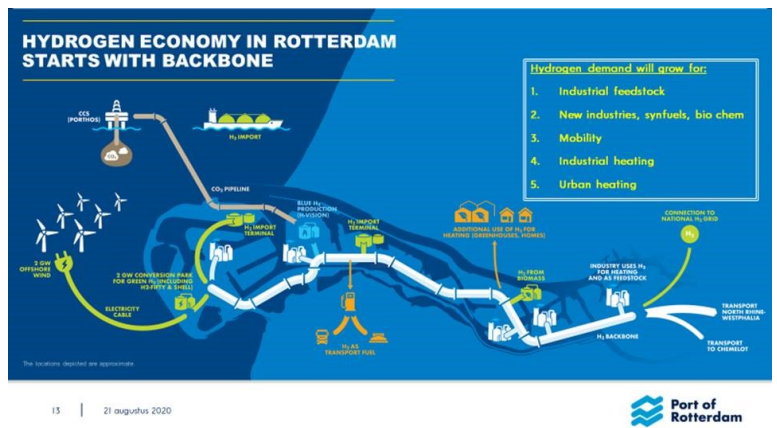 HYDROGEN ECONOMY IN ROTTERDAM
STARTS WITH BACKBONE
Hydrogen demand will grow for:
1. Industrial feedstock
2. New industries, synfuels, bio chem
3. Mobility
4. Industrial heating
5. Urban heating
CCS
(PORTHOS)
CO₂
H₂ IMPORT
CO₂ PIPELINE
BLUE H₂
PRODUCTION
(H-VISION)
H₂ IMPORT
TERMINAL
H₂ IMPORT
TERMINAL
ADDITIONAL USE OF H₂ FOR
HEATING (GREENHOUSES, HOMES)
CONNECTION TO
NATIONAL H₂ GRID
H₂
2 GW
OFFSHORE
WIND
2 GW CONVERSION PARK
FOR GREEN H₂ (INCLUDING
H2-FIFTY & SHELL)
ELECTRICITY
CABLE
H₂ FROM
BIOMASS
INDUSTRY USES H₂
FOR HEATING
AND AS FEEDSTOCK
H₂ AS
TRANSPORT FUEL
H₂ BACKBONE
TRANSPORT
NORTH RHINE-
WESTPHALIA
TRANSPORT
TO CHEMELOT
The locations depicted are approximate
13 | 21 augustus 2020
Port of
Rotterdam